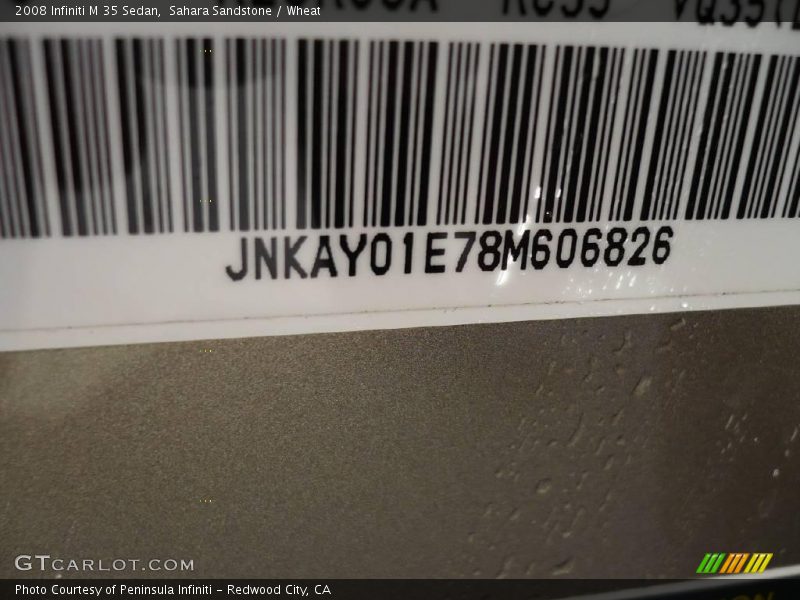 2008 Infiniti M 35 Sedan,  Sahara Sandstone / Wheat
JNKAY01E78M606826
GTCARLOT.COM
Photo Courtesy of Peninsula Infiniti – Redwood City, CA